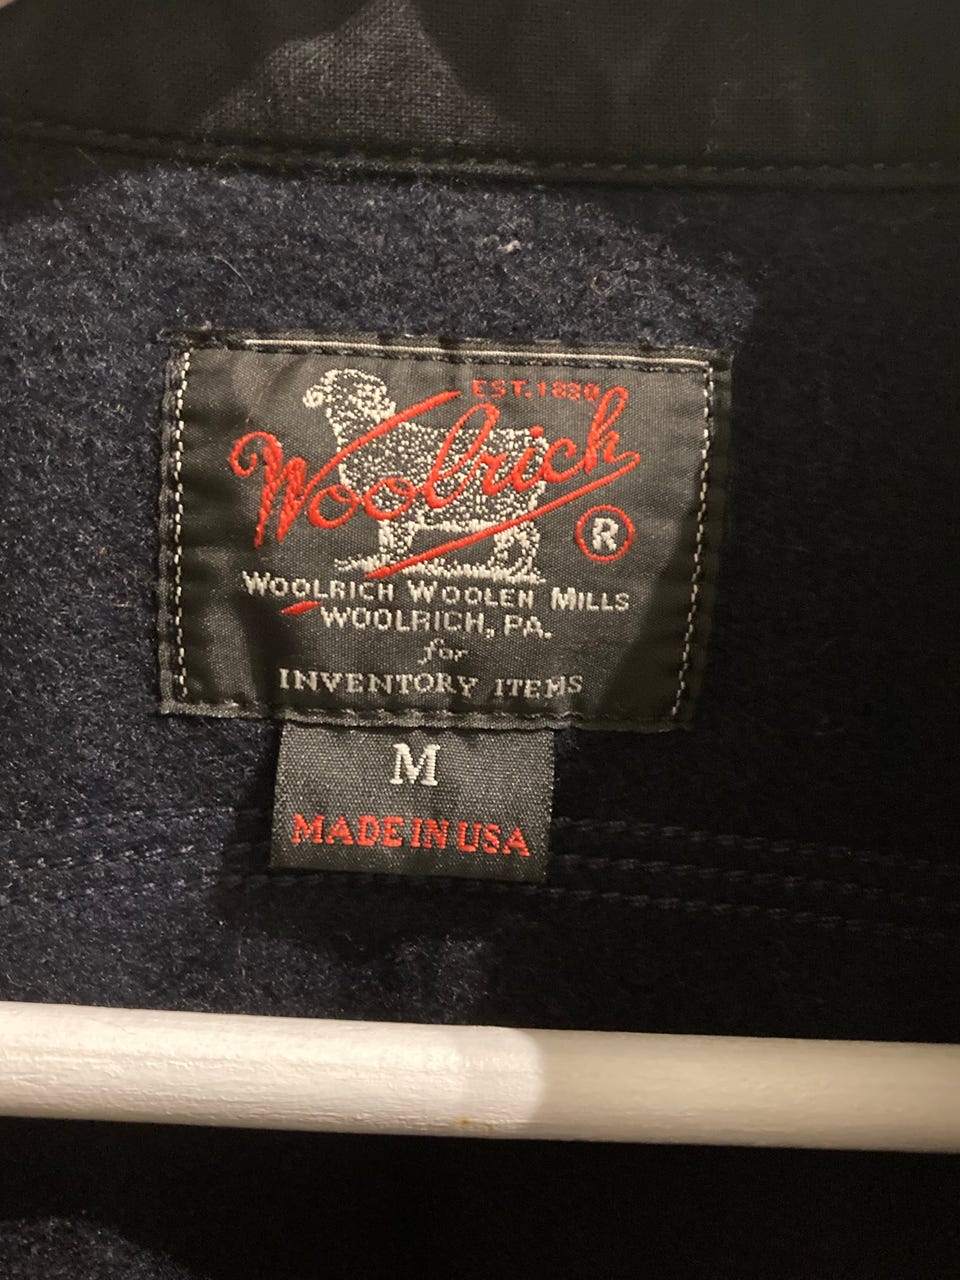 EST. 1830
Woolrich
®
WOOLRICH WOOLEN MILLS
WOOLRICH, PA.
for
INVENTORY ITEMS
M
MADE IN USA